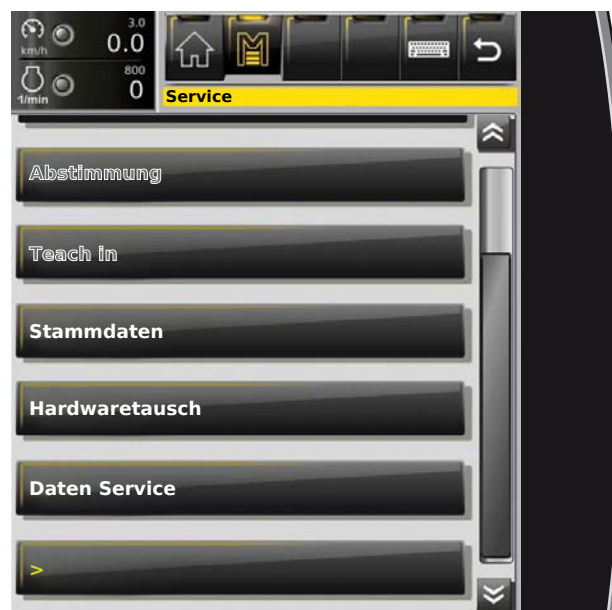 3.0
km/h
0.0
800
1/min
0
Service
Abstimmung
Teach in
Stammdaten
Hardwaretausch
Daten Service
>